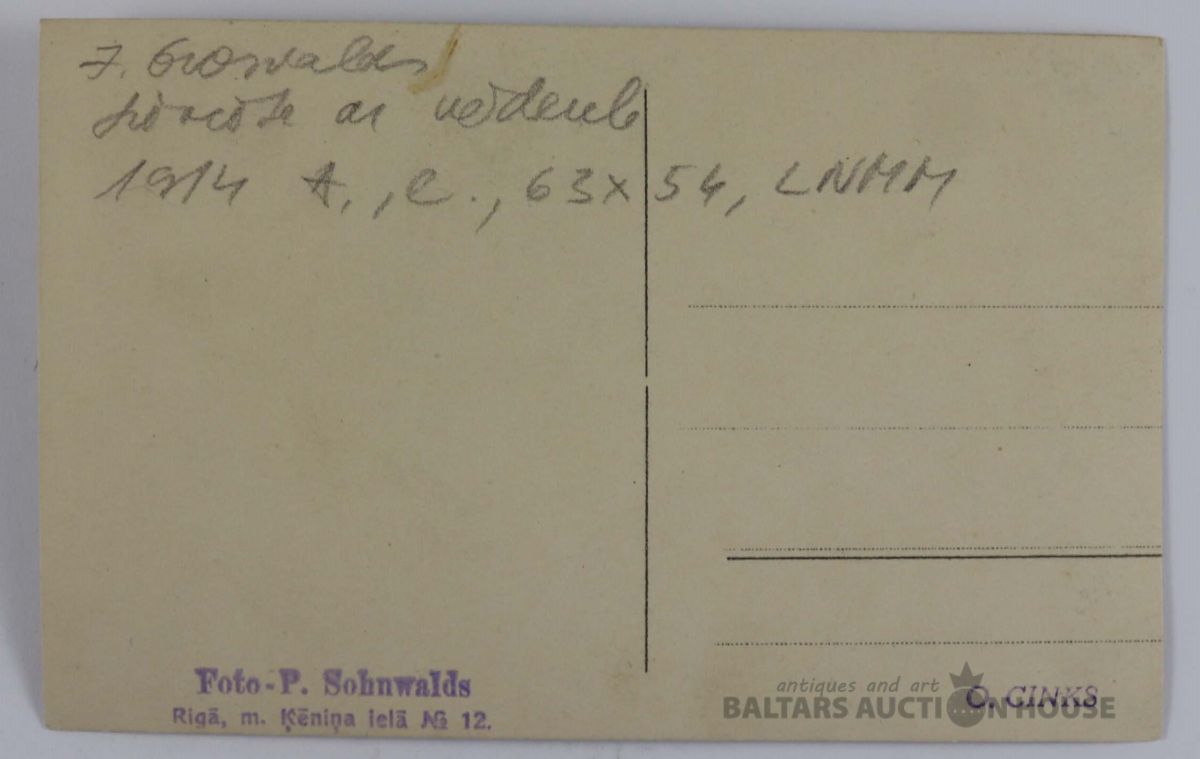 J. Grosvalds
sieviete ar vēdekli
1914 A., e., 63x54, LNMM
Foto-P. Sohnwalds
Rigā, m. Ķēniņa ielā № 12.
O. CINKS
antiques and art
BALTARS AUCTION HOUSE